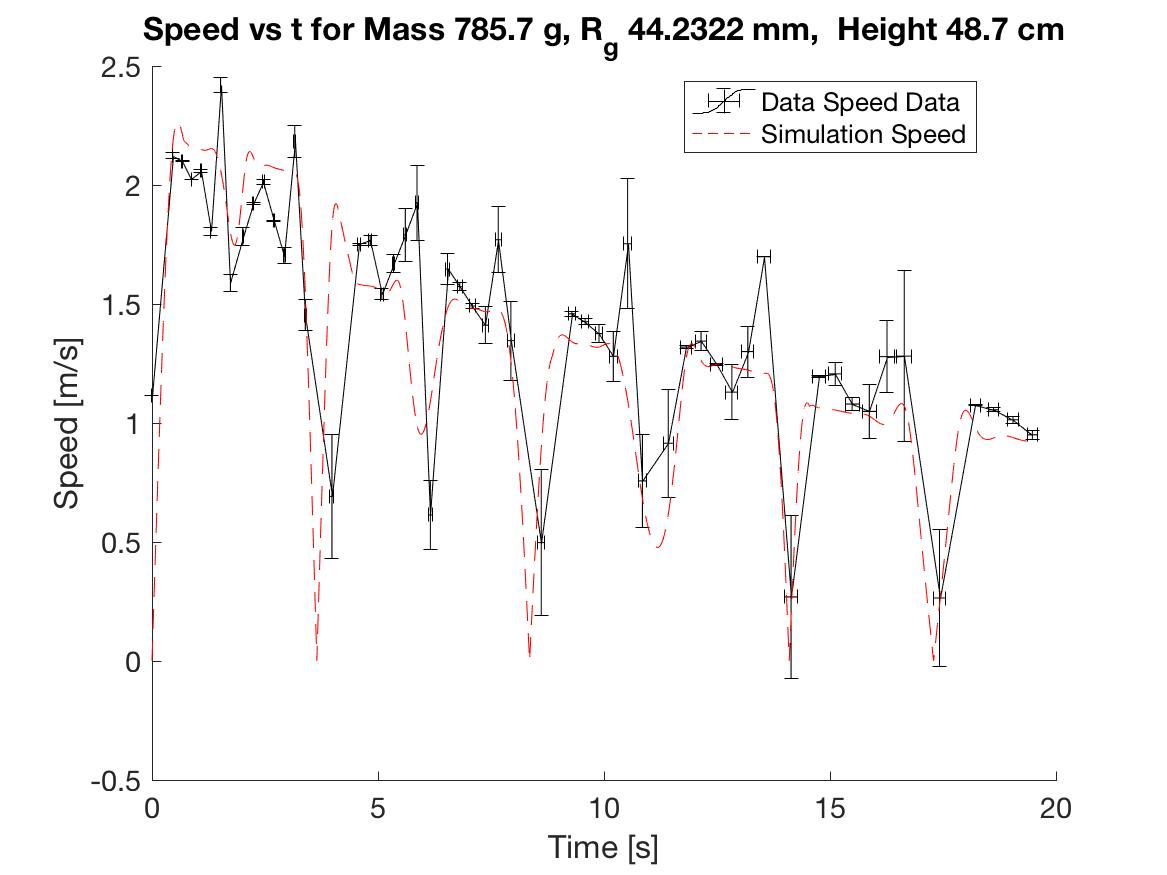 Speed vs t for Mass 785.7 g, R_g 44.2322 mm,  Height 48.7 cm
Data Speed Data
Simulation Speed
Speed [m/s]
2.5
2
1.5
1
0.5
0
-0.5
0 5 10 15 20
Time [s]